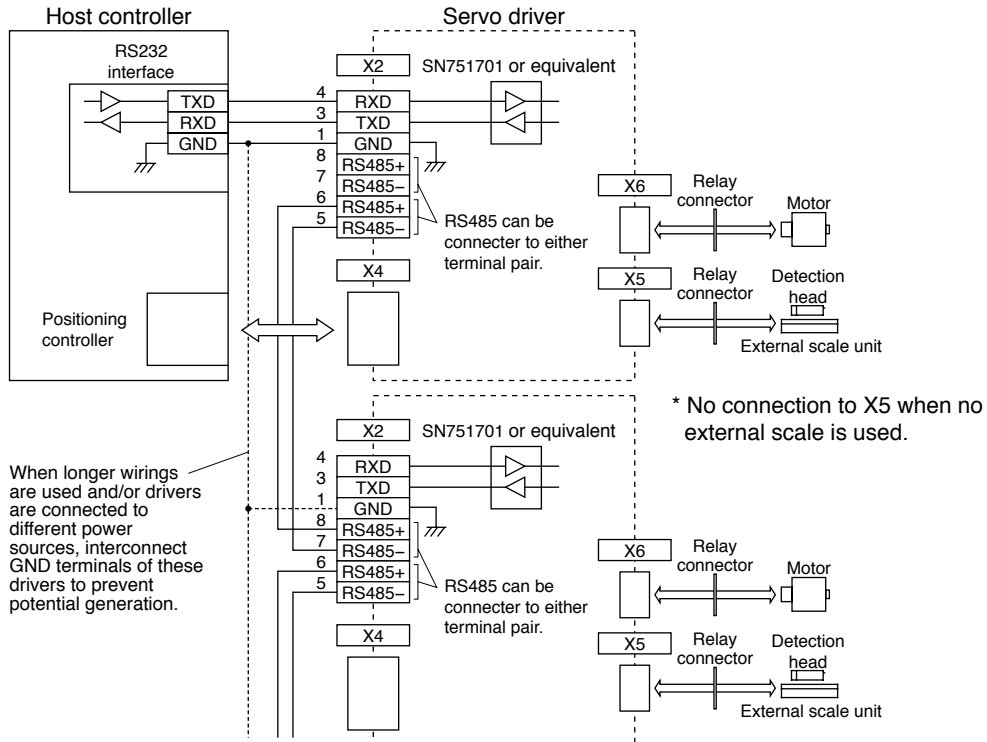 Host controller
Servo driver
RS232
interface
TXD
RXD
GND
4
3
1
8
7
6
5
X2
SN751701 or equivalent
RXD
TXD
GND
RS485+
RS485–
RS485+
RS485–
RS485 can be
connecter to either
terminal pair.
X4
Positioning
controller
X6
Relay
connector
Motor
X5
Relay
connector
Detection
head
External scale unit
* No connection to X5 when no
external scale is used.
When longer wirings
are used and/or drivers
are connected to
different power
sources, interconnect
GND terminals of these
drivers to prevent
potential generation.
X2
SN751701 or equivalent
4
3
1
8
7
6
5
RXD
TXD
GND
RS485+
RS485–
RS485+
RS485–
RS485 can be
connecter to either
terminal pair.
X4
X6
Relay
connector
Motor
X5
Relay
connector
Detection
head
External scale unit